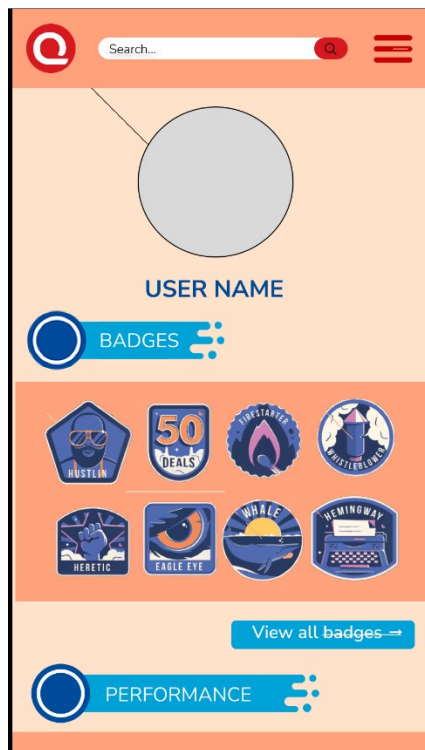 Q
Search...
USER NAME
BADGES
HUSTLIN
50
DEALS
FIRESTARTER
WHISTLEBLOWER
HERETIC
EAGLE EYE
WHALE
HEMINGWAY
View all badges →
PERFORMANCE